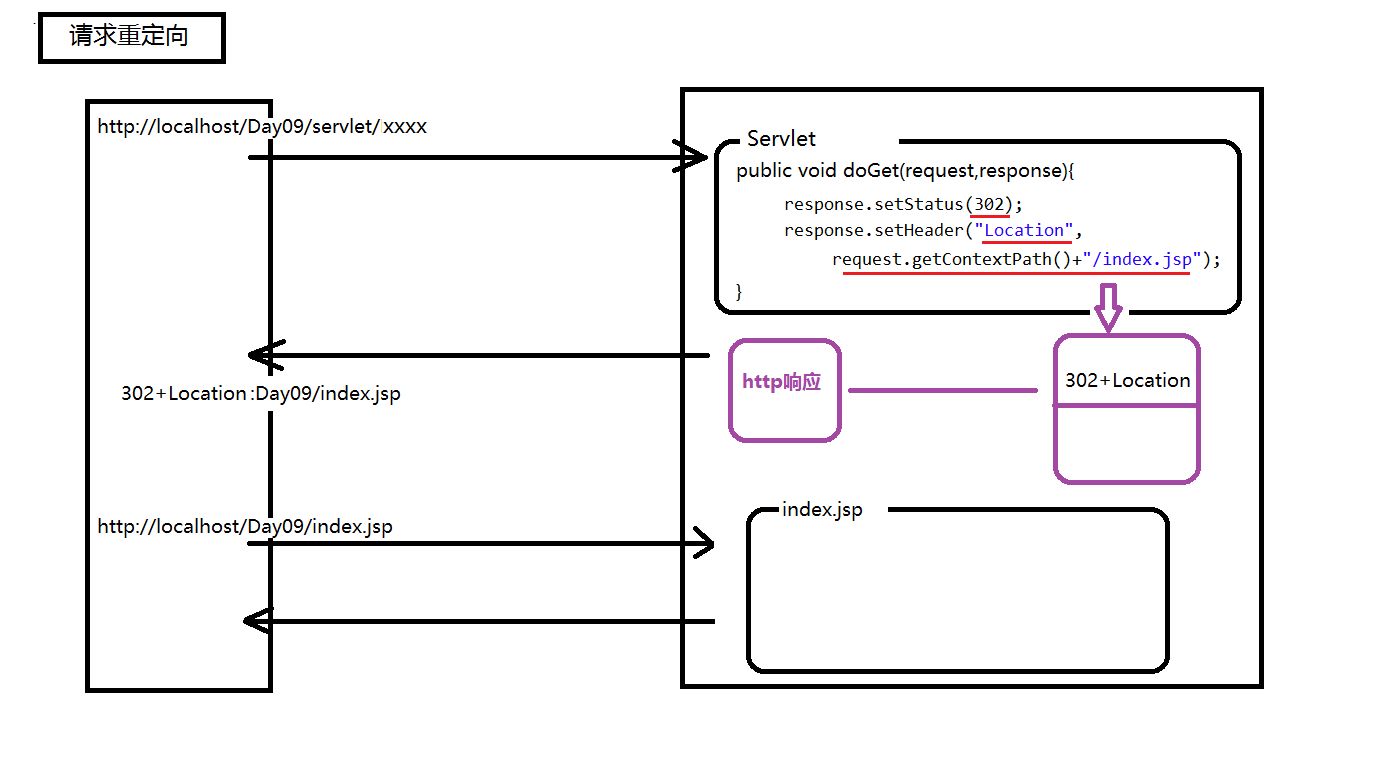 请求重定向
http://localhost/Day09/servlet/xxxx
Servlet
public void doGet(request,response){
response.setStatus(302);
response.setHeader("Location",
request.getContextPath()+"/index.jsp");
}
http响应
302+Location
302+Location:Day09/index.jsp
index.jsp
http://localhost/Day09/index.jsp